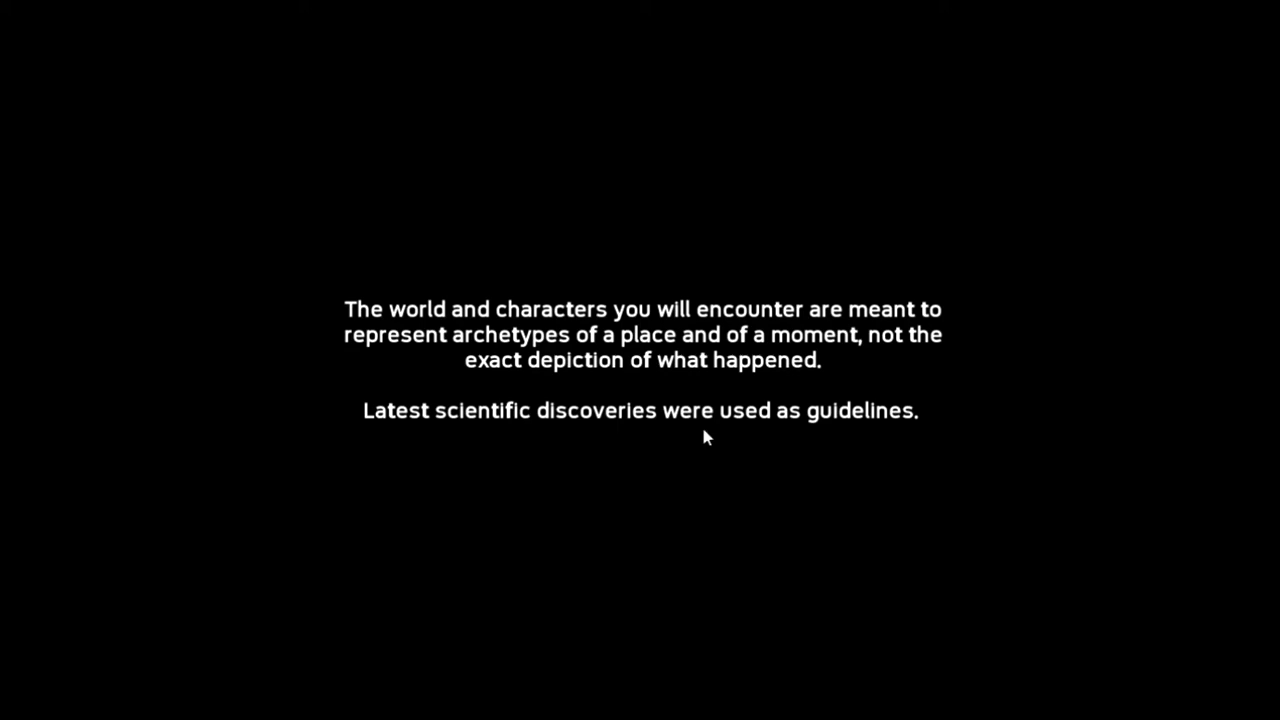 The world and characters you will encounter are meant to
represent archetypes of a place and of a moment, not the
exact depiction of what happened.
Latest scientific discoveries were used as guidelines.